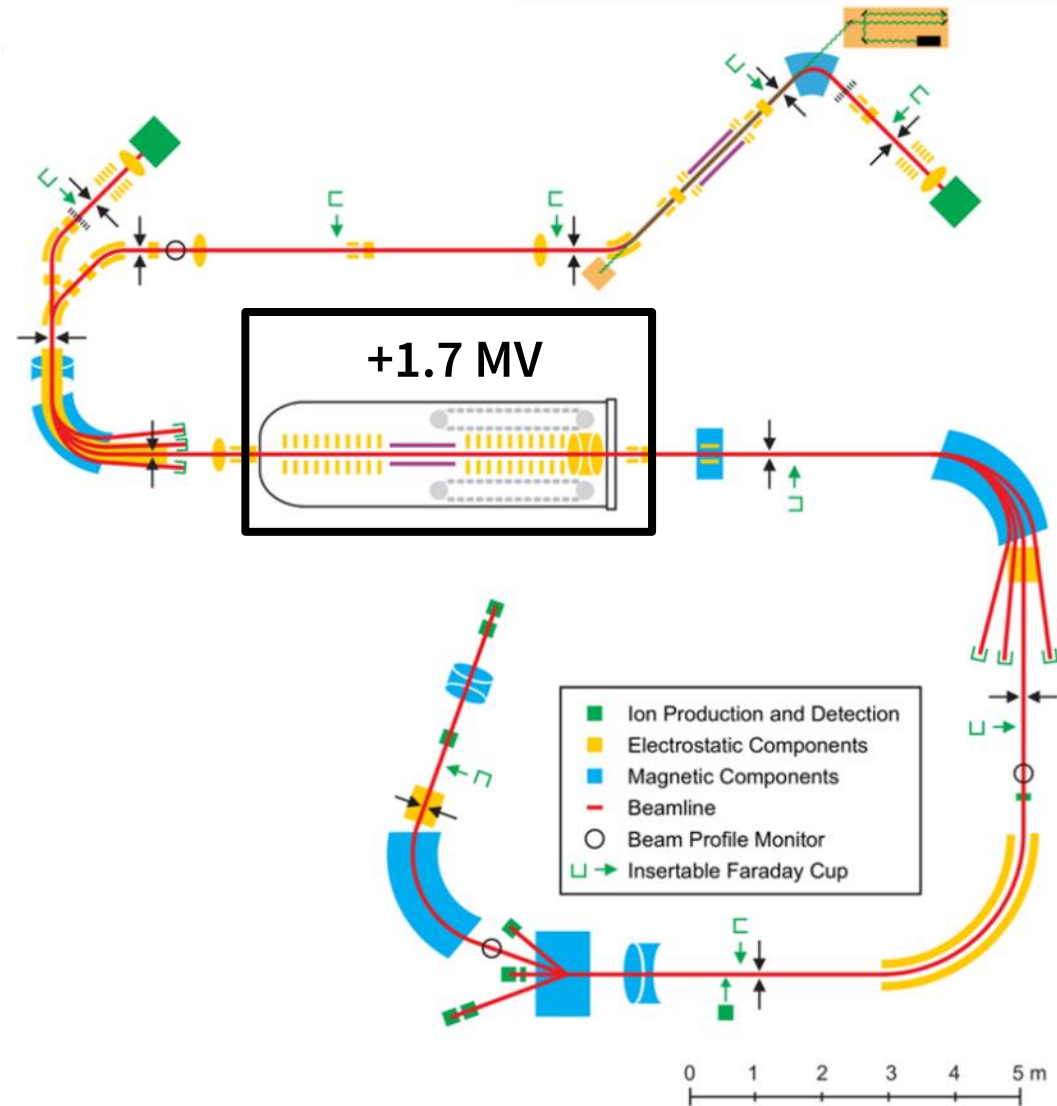 +1.7 MV
Ion Production and Detection
Electrostatic Components
Magnetic Components
Beamline
Beam Profile Monitor
Insertable Faraday Cup
0 1 2 3 4 5 m